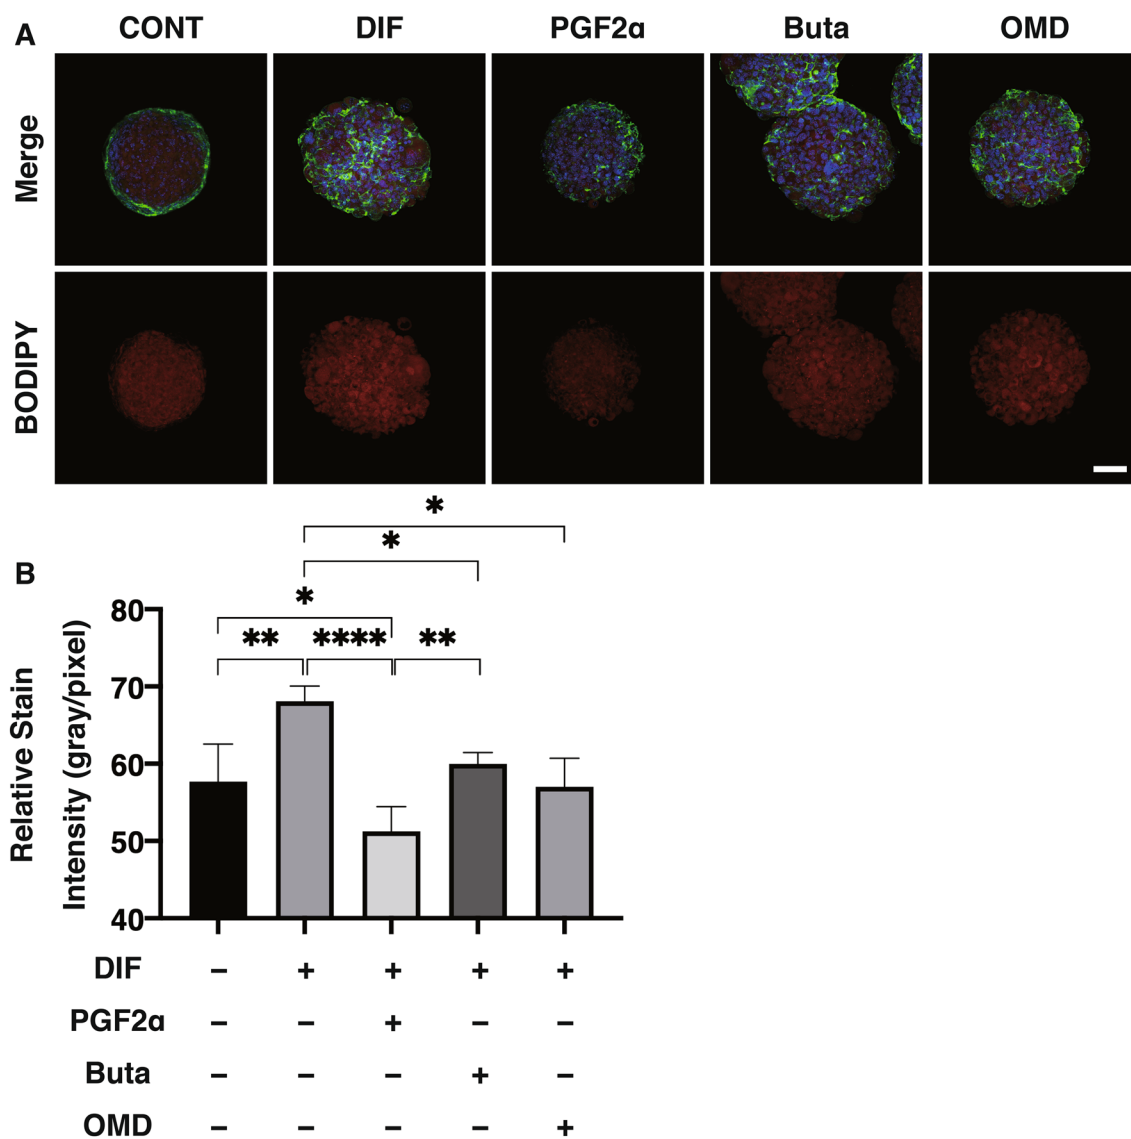 A
CONT DIF PGF2α Buta OMD
Merge
BODIPY
B
*
*
*
** **** **
Relative Stain
Intensity (gray/pixel)
80
70
60
50
40
DIF – + + + +
PGF2α – – + – –
Buta – – – + –
OMD – – – – +